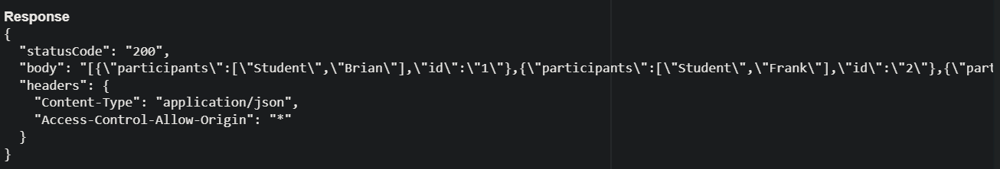 Response
{
  "statusCode": "200",
  "body": "[{\"participants\":[\"Student\",\"Brian\"],\"id\":\"1\"},{\"participants\":[\"Student\",\"Frank\"],\"id\":\"2\"},{\"part
  "headers": {
    "Content-Type": "application/json",
    "Access-Control-Allow-Origin": "*"
  }
}